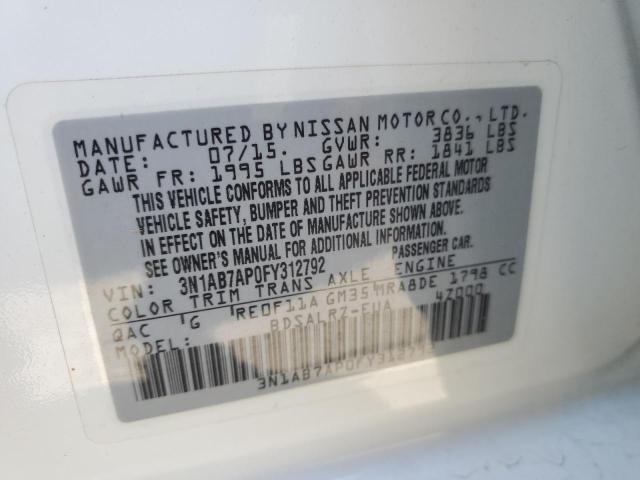 MANUFACTURED BY NISSAN MOTOR CO., LTD.
DATE: 07/15. GVWR: 3836 LBS
GAWR FR: 1995 LBS GAWR RR: 1841 LBS
THIS VEHICLE CONFORMS TO ALL APPLICABLE FEDERAL MOTOR
VEHICLE SAFETY, BUMPER AND THEFT PREVENTION STANDARDS
IN EFFECT ON THE DATE OF MANUFACTURE SHOWN ABOVE.
SEE OWNER'S MANUAL FOR ADDITIONAL INFORMATION.
VIN: 3N1AB7AP0FY312792 PASSENGER CAR.
COLOR TRIM TRANS AXLE ENGINE
QAC G RE0F11A GM35 MRA8DE 1798 CC
MODEL: BDSALRZ-EUA 4Z000
3N1AB7AP0FY312792